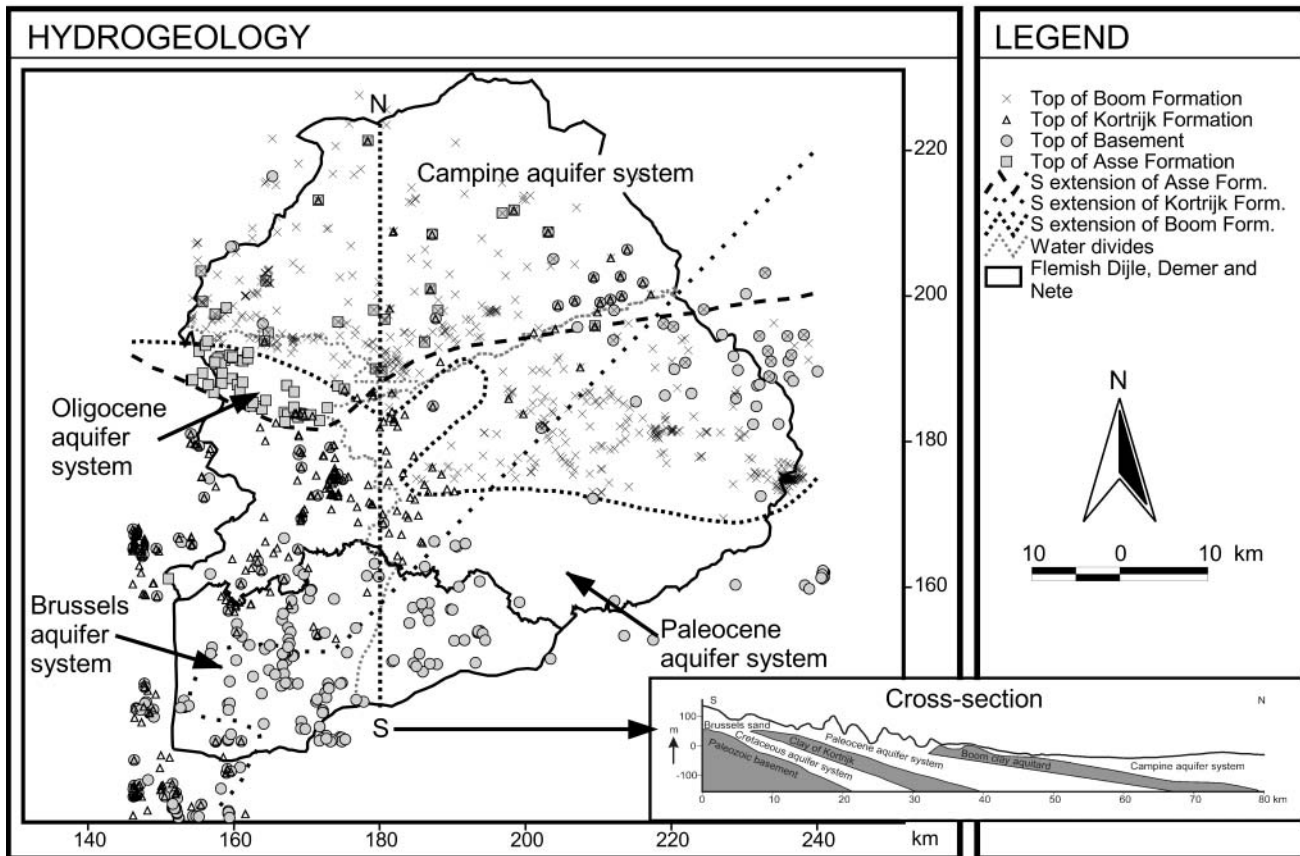 HYDROGEOLOGY
N
Campine aquifer system
220
200
180
160
Oligocene
aquifer
system
Brussels
aquifer
system
Paleocene
aquifer system
S
140
160
180
200
220
240
km
LEGEND
Top of Boom Formation
Top of Kortrijk Formation
Top of Basement
Top of Asse Formation
S extension of Asse Form.
S extension of Kortrijk Form.
S extension of Boom Form.
Water divides
Flemish Dijle, Demer and
Nete
N
10 0 10 km
Cross-section
S N
100
m
0
-100
Brussels sand
Paleozoic basement
Cretaceous aquifer system
Clay of Kortrijk
Paleocene aquifer system
Boom clay aquitard
Campine aquifer system
0 10 20 30 40 50 60 70 80 km